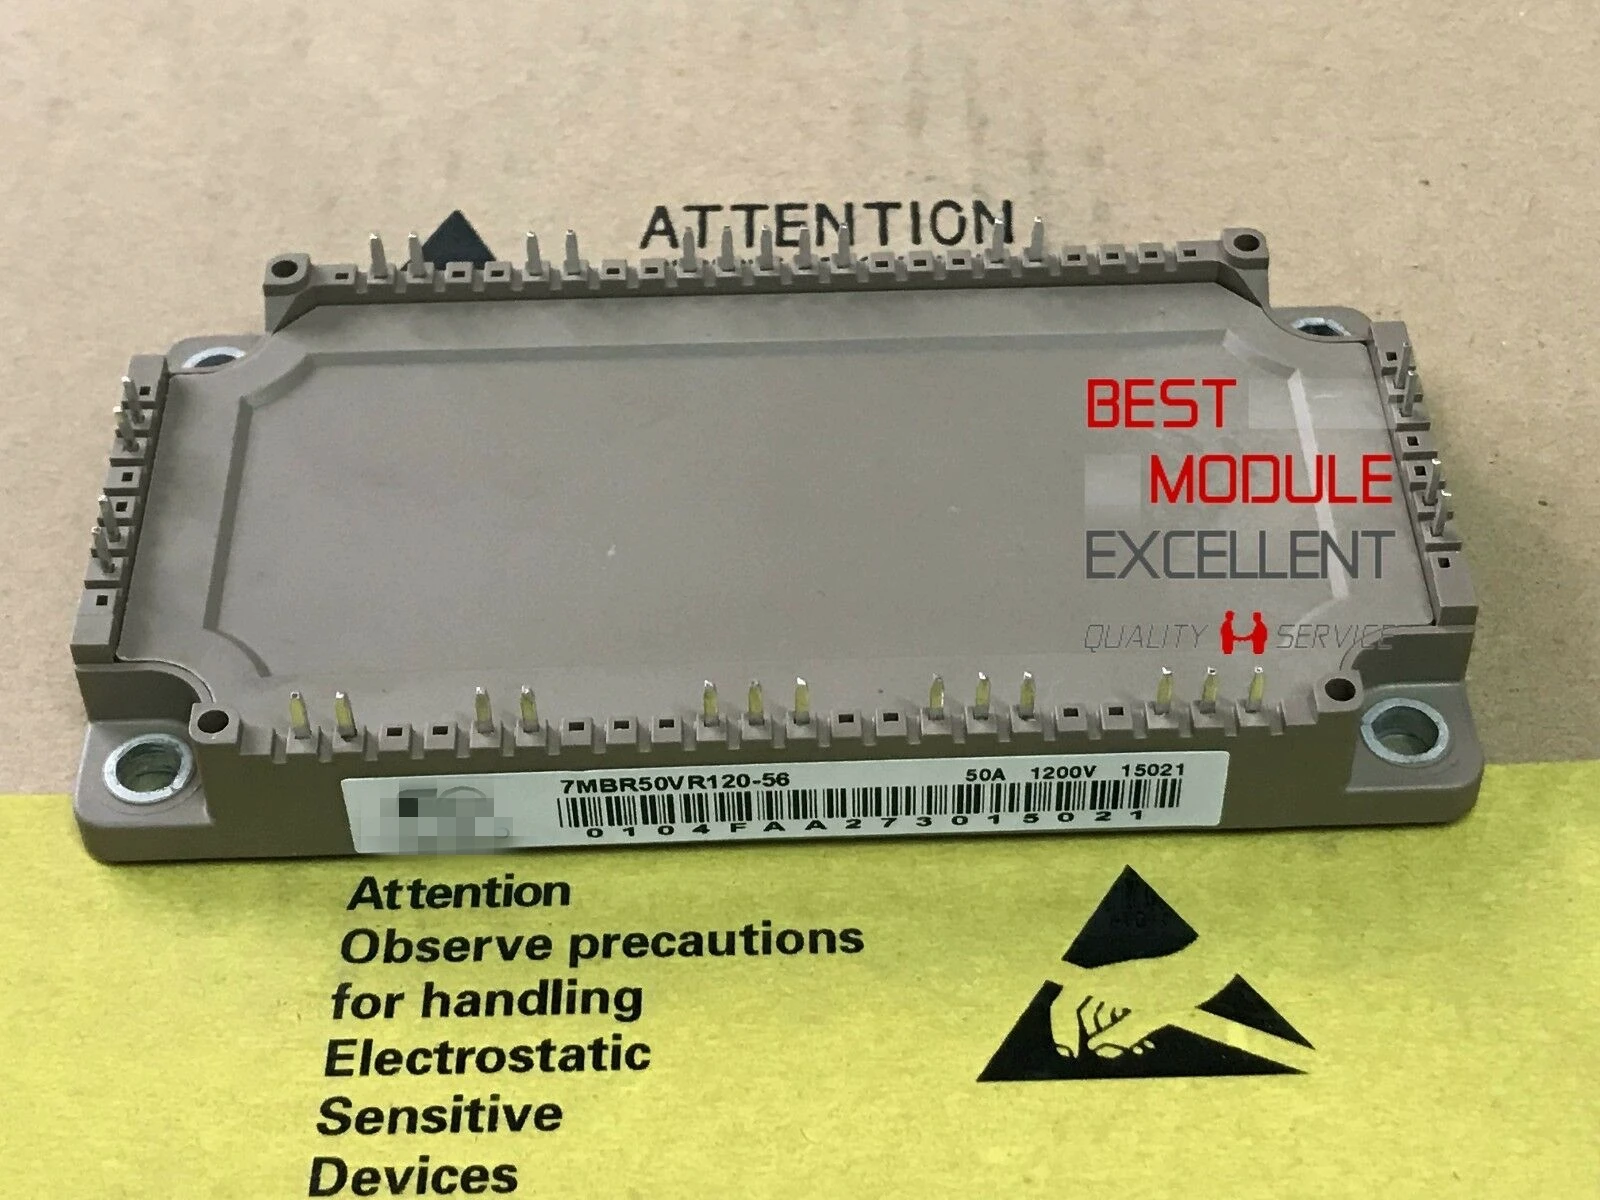 ATTENTION
BEST
MODULE
EXCELLENT
QUALITY SERVICE
7MBR50VR120-56 50A 1200V 15021
0104FAA273015021
Attention
Observe precautions
for handling
Electrostatic
Sensitive
Devices